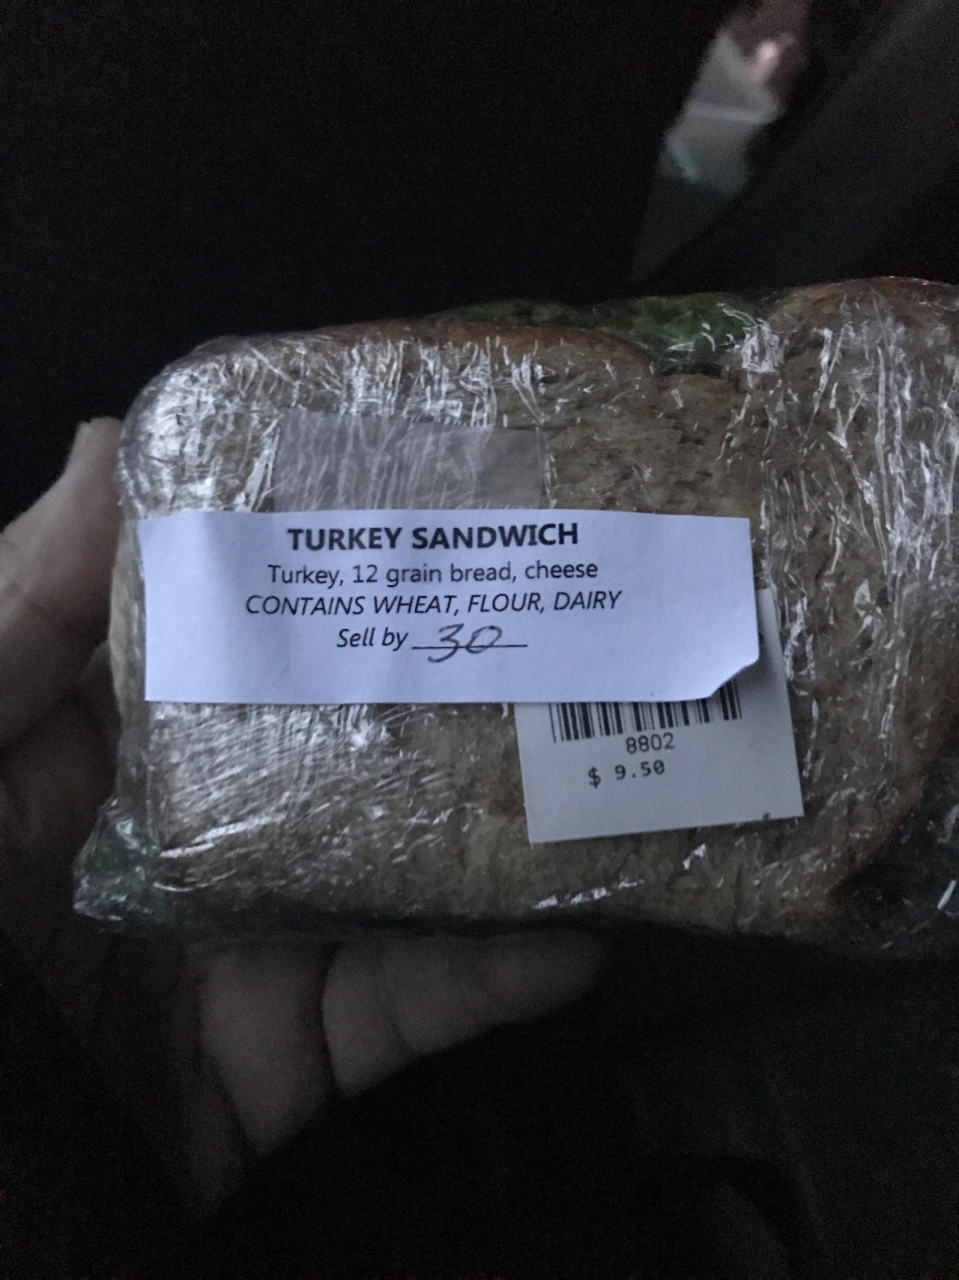 TURKEY SANDWICH
Turkey, 12 grain bread, cheese
CONTAINS WHEAT, FLOUR, DAIRY
Sell by 30
8802
$ 9.50